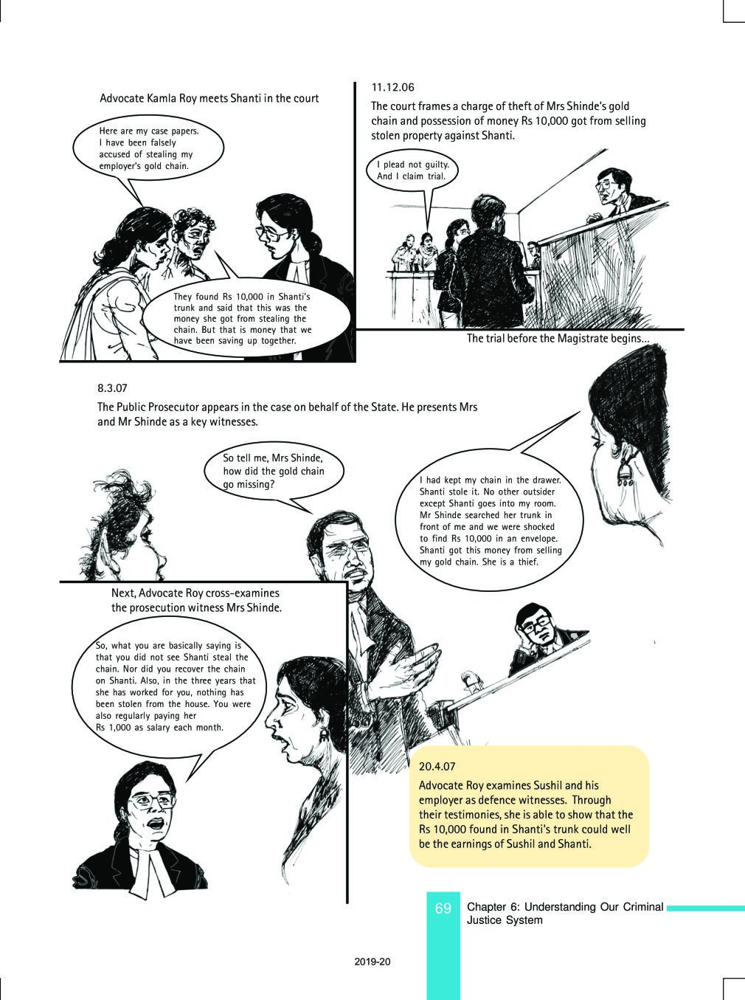 Advocate Kamla Roy meets Shanti in the court
Here are my case papers.
I have been falsely
accused of stealing my
employer's gold chain.
They found Rs 10,000 in Shanti's
trunk and said that this was the
money she got from stealing the
chain. But that is money that we
have been saving up together.
11.12.06
The court frames a charge of theft of Mrs Shinde's gold
chain and possession of money Rs 10,000 got from selling
stolen property against Shanti.
I plead not guilty.
And I claim trial.
The trial before the Magistrate begins...
8.3.07
The Public Prosecutor appears in the case on behalf of the State. He presents Mrs
and Mr Shinde as a key witnesses.
So tell me, Mrs Shinde,
how did the gold chain
go missing?
I had kept my chain in the drawer.
Shanti stole it. No other outsider
except Shanti goes into my room.
Mr Shinde searched her trunk in
front of me and we were shocked
to find Rs 10,000 in an envelope.
Shanti got this money from selling
my gold chain. She is a thief.
Next, Advocate Roy cross-examines
the prosecution witness Mrs Shinde.
So, what you are basically saying is
that you did not see Shanti steal the
chain. Nor did you recover the chain
on Shanti. Also, in the three years that
she has worked for you, nothing has
been stolen from the house. You were
also regularly paying her
Rs 1,000 as salary each month.
20.4.07
Advocate Roy examines Sushil and his
employer as defence witnesses. Through
their testimonies, she is able to show that the
Rs 10,000 found in Shanti's trunk could well
be the earnings of Sushil and Shanti.
69
Chapter 6: Understanding Our Criminal
Justice System
2019-20